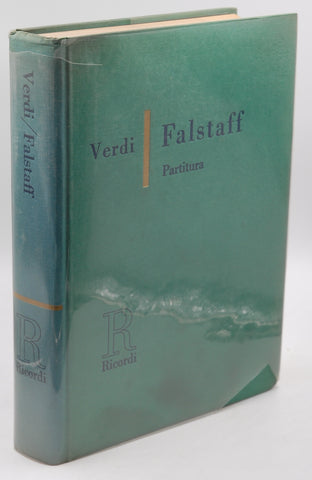 Verdi/Falstaff
R
Ricordi
Verdi | Falstaff
Partitura
R
Ricordi